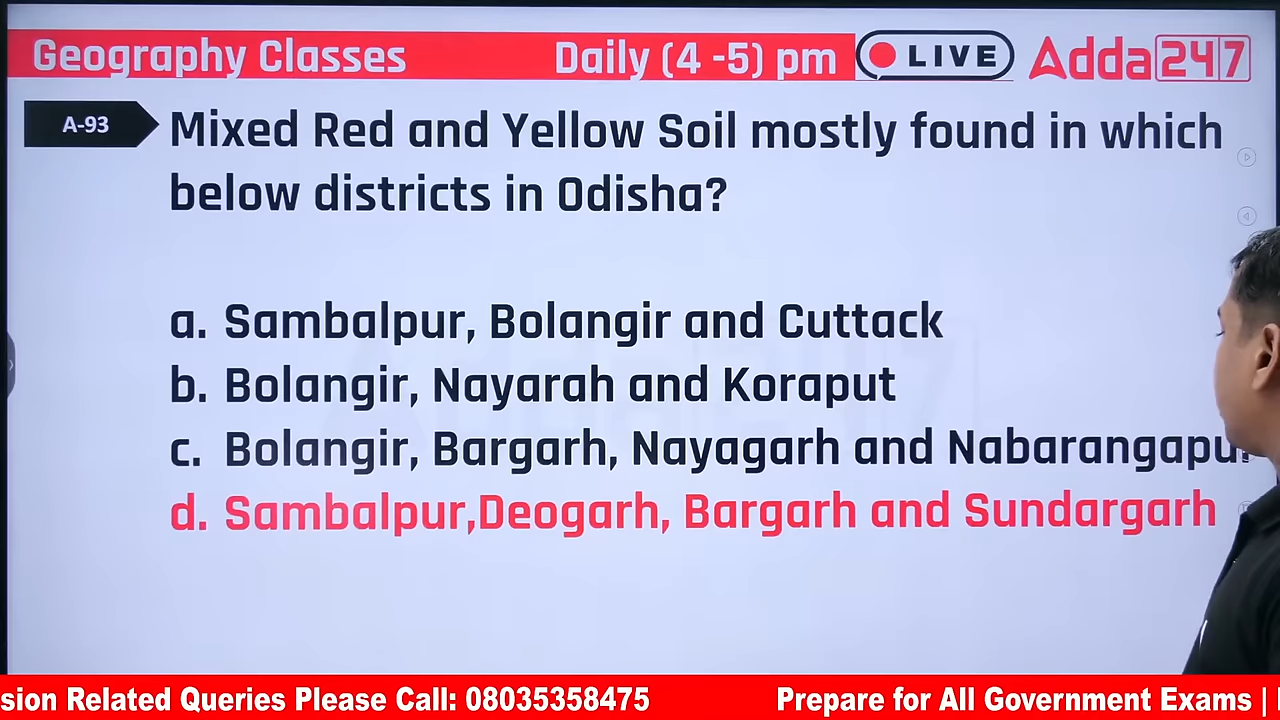 Geography Classes Daily (4 -5) pm LIVE Adda247
A-93 Mixed Red and Yellow Soil mostly found in which
below districts in Odisha?
a. Sambalpur, Bolangir and Cuttack
b. Bolangir, Nayarah and Koraput
c. Bolangir, Bargarh, Nayagarh and
d. Sambalpur,Deogarh, Bargarh and Sundargarh
sion Related Queries Please Call: 08035358475 Prepare for All Government Exams |